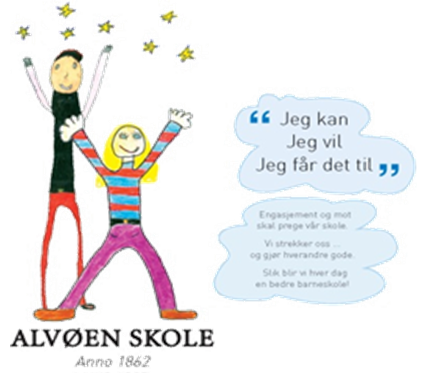 “ Jeg kan
Jeg vil
Jeg får det til ”
Engasjement og mot
skal prege vår skole.
Vi strekker oss ...
og gjør hverandre gode.
Slik blir vi hver dag
en bedre barneskole!
ALVØEN SKOLE
Anno 1862